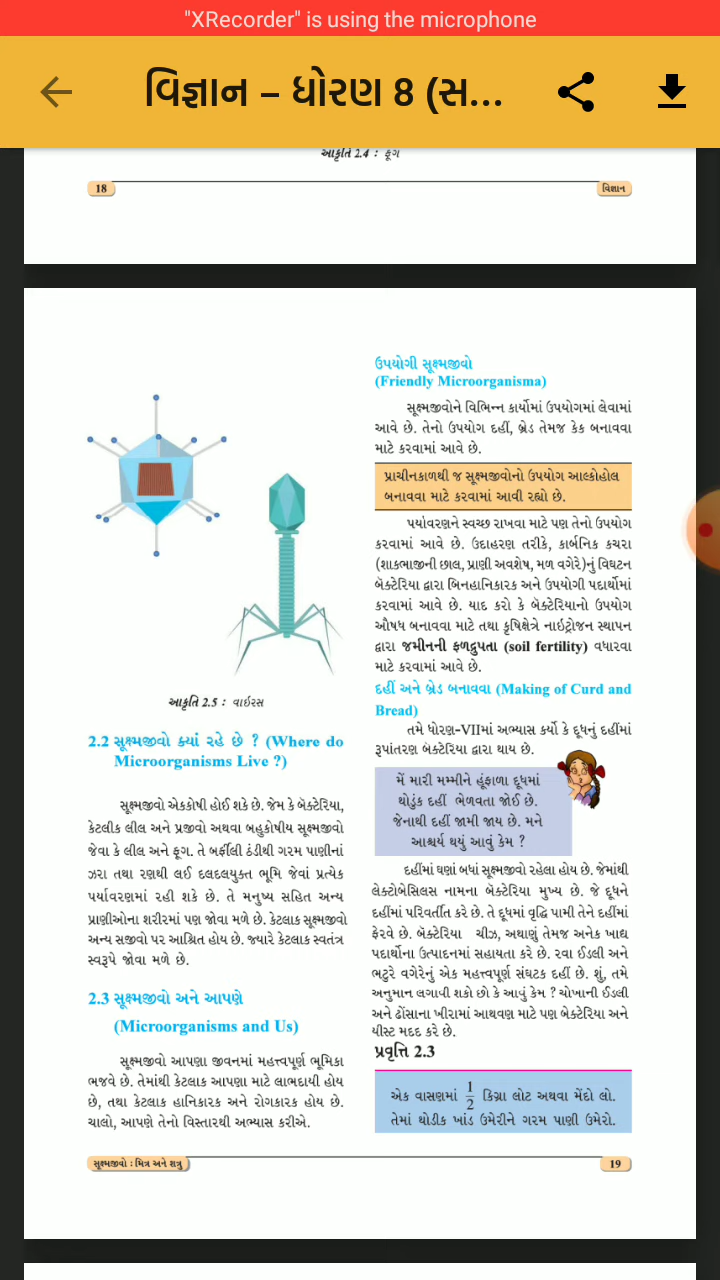 "XRecorder" is using the microphone
વિજ્ઞાન – ધોરણ 8 (સ...
આકૃતિ 2.4 : ફૂગ
18
વિજ્ઞાન
આકૃતિ 2.5 : વાઇરસ
2.2 સૂક્ષ્મજીવો ક્યાં રહે છે ? (Where do
Microorganisms Live ?)
સૂક્ષ્મજીવો એકકોષી હોઈ શકે છે. જેમ કે બૅક્ટેરિયા,
કેટલીક લીલ અને પ્રજીવો અથવા બહુકોષીય સૂક્ષ્મજીવો
જેવા કે લીલ અને ફૂગ. તે બર્ફીલી ઠંડીથી ગરમ પાણીનાં
ઝરા તથા રણથી લઈ દલદલયુક્ત ભૂમિ જેવાં પ્રત્યેક
પર્યાવરણમાં રહી શકે છે. તે મનુષ્ય સહિત અન્ય
પ્રાણીઓના શરીરમાં પણ જોવા મળે છે. કેટલાક સૂક્ષ્મજીવો
અન્ય સજીવો પર આશ્રિત હોય છે. જ્યારે કેટલાક સ્વતંત્ર
સ્વરૂપે જોવા મળે છે.
2.3 સૂક્ષ્મજીવો અને આપણે
(Microorganisms and Us)
સૂક્ષ્મજીવો આપણા જીવનમાં મહત્ત્વપૂર્ણ ભૂમિકા
ભજવે છે. તેમાંથી કેટલાક આપણા માટે લાભદાયી હોય
છે, તથા કેટલાક હાનિકારક અને રોગકારક હોય છે.
ચાલો, આપણે તેનો વિસ્તારથી અભ્યાસ કરીએ.
ઉપયોગી સૂક્ષ્મજીવો
(Friendly Microorganisma)
સૂક્ષ્મજીવોને વિભિન્ન કાર્યોમાં ઉપયોગમાં લેવામાં
આવે છે. તેનો ઉપયોગ દહીં, બ્રેડ તેમજ કેક બનાવવા
માટે કરવામાં આવે છે.
પ્રાચીનકાળથી જ સૂક્ષ્મજીવોનો ઉપયોગ આલ્કોહોલ
બનાવવા માટે કરવામાં આવી રહ્યો છે.
પર્યાવરણને સ્વચ્છ રાખવા માટે પણ તેનો ઉપયોગ
કરવામાં આવે છે. ઉદાહરણ તરીકે, કાર્બનિક કચરા
(શાકભાજીની છાલ, પ્રાણી અવશેષ, મળ વગેરે)નું વિઘટન
બૅક્ટેરિયા દ્વારા બિનહાનિકારક અને ઉપયોગી પદાર્થોમાં
કરવામાં આવે છે. યાદ કરો કે બૅક્ટેરિયાનો ઉપયોગ
ઔષધ બનાવવા માટે તથા કૃષિક્ષેત્રે નાઇટ્રોજન સ્થાપન
દ્વારા જમીનની ફળદ્રુપતા (soil fertility) વધારવા
માટે કરવામાં આવે છે.
દહીં અને બ્રેડ બનાવવા (Making of Curd and
Bread)
તમે ધોરણ-VIIમાં અભ્યાસ કર્યો કે દૂધનું દહીંમાં
રૂપાંતરણ બૅક્ટેરિયા દ્વારા થાય છે.
મેં મારી મમ્મીને હૂંફાળા દૂધમાં
થોડુંક દહીં ભેળવતા જોઈ છે.
જેનાથી દહીં જામી જાય છે. મને
આશ્ચર્ય થયું આવું કેમ ?
દહીંમાં ઘણાં બધાં સૂક્ષ્મજીવો રહેલા હોય છે. જેમાંથી
લેક્ટોબેસિલસ નામના બૅક્ટેરિયા મુખ્ય છે. જે દૂધને
દહીંમાં પરિવર્તીત કરે છે. તે દૂધમાં વૃદ્ધિ પામી તેને દહીંમાં
ફેરવે છે. બૅક્ટેરિયા ચીઝ, અથાણું તેમજ અનેક ખાદ્ય
પદાર્થોના ઉત્પાદનમાં સહાયતા કરે છે. રવા ઈડલી અને
ભટૂરે વગેરેનું એક મહત્ત્વપૂર્ણ સંઘટક દહીં છે. શું, તમે
અનુમાન લગાવી શકો છો કે આવું કેમ ? ચોખાની ઈડલી
અને ઢોંસાના ખીરામાં આથવણ માટે પણ બેક્ટેરિયા અને
યીસ્ટ મદદ કરે છે.
પ્રવૃત્તિ 2.3
એક વાસણમાં 1/2 કિગ્રા લોટ અથવા મેંદો લો.
તેમાં થોડીક ખાંડ ઉમેરીને ગરમ પાણી ઉમેરો.
સૂક્ષ્મજીવો : મિત્ર અને શત્રુ
19